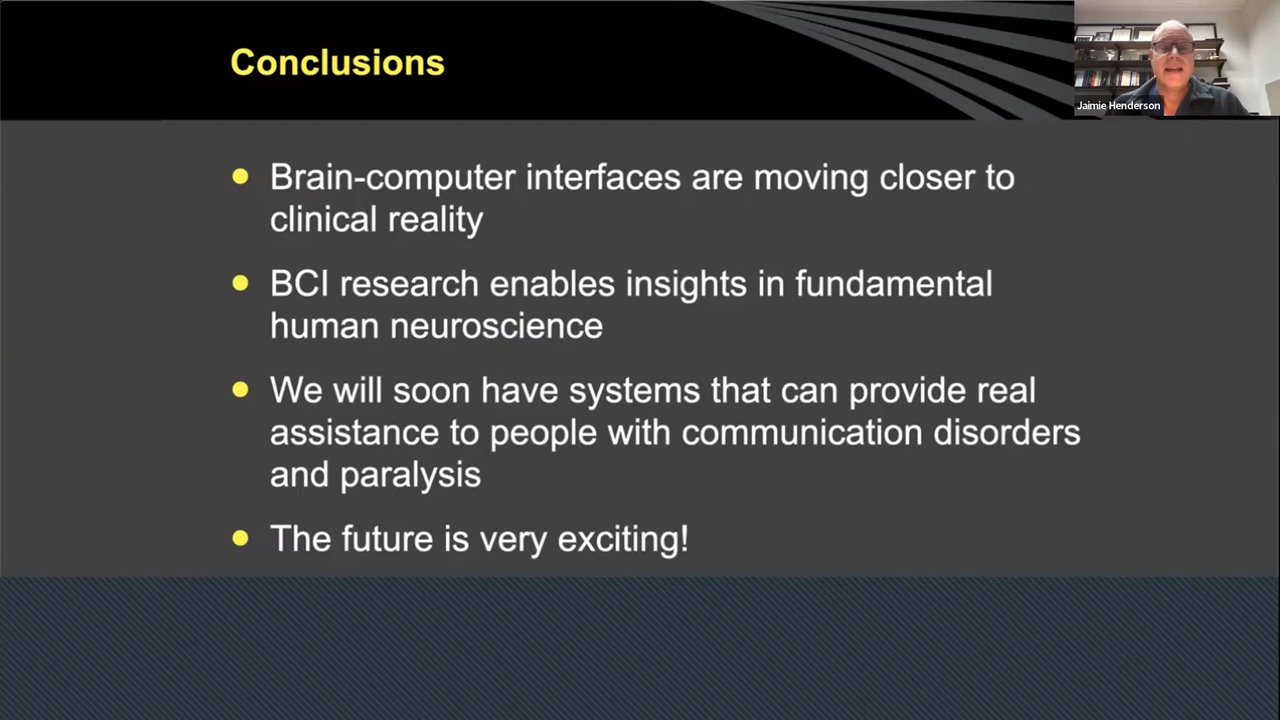 Conclusions
Jaimie Henderson
Brain-computer interfaces are moving closer to
clinical reality
BCI research enables insights in fundamental
human neuroscience
We will soon have systems that can provide real
assistance to people with communication disorders
and paralysis
The future is very exciting!